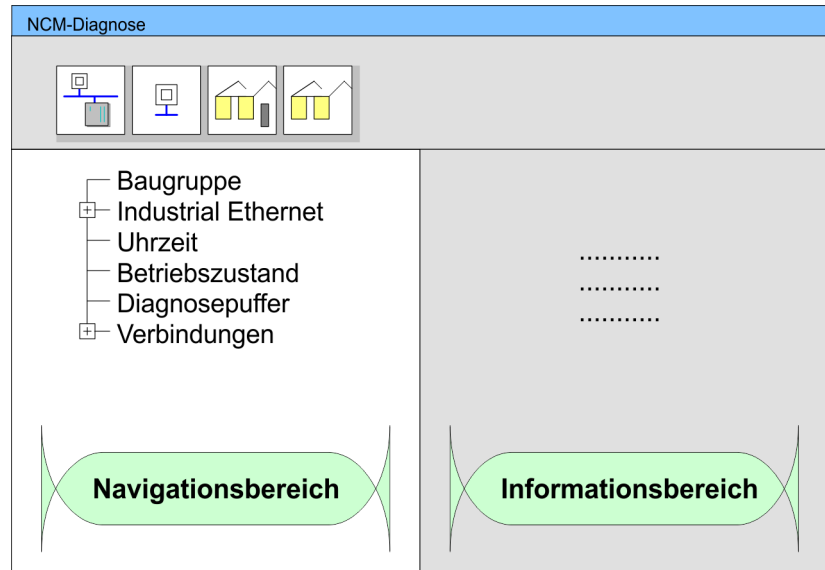 NCM-Diagnose
Baugruppe
Industrial Ethernet
Uhrzeit
Betriebszustand
Diagnosepuffer
Verbindungen
...........
...........
...........
Navigationsbereich
Informationsbereich